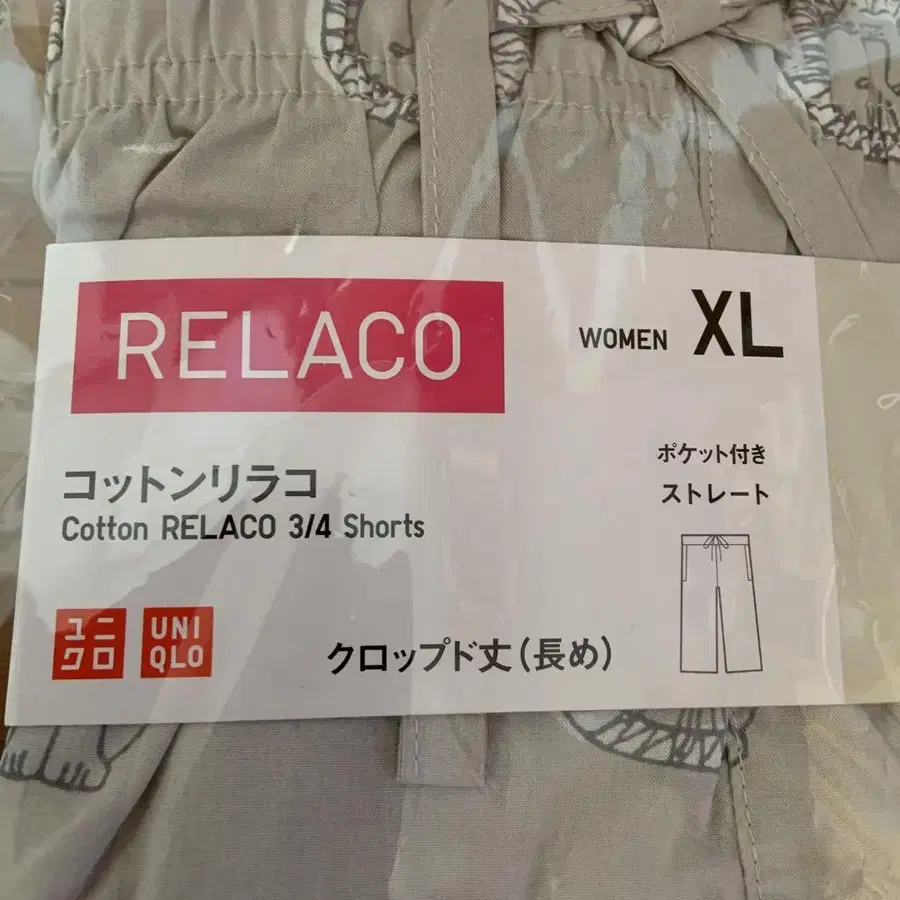 RELACO
WOMEN XL
コットンリラコ
Cotton RELACO 3/4 Shorts
ポケット付き
ストレート
ユニ
クロ
UNI
QLO
クロップド丈(長め)